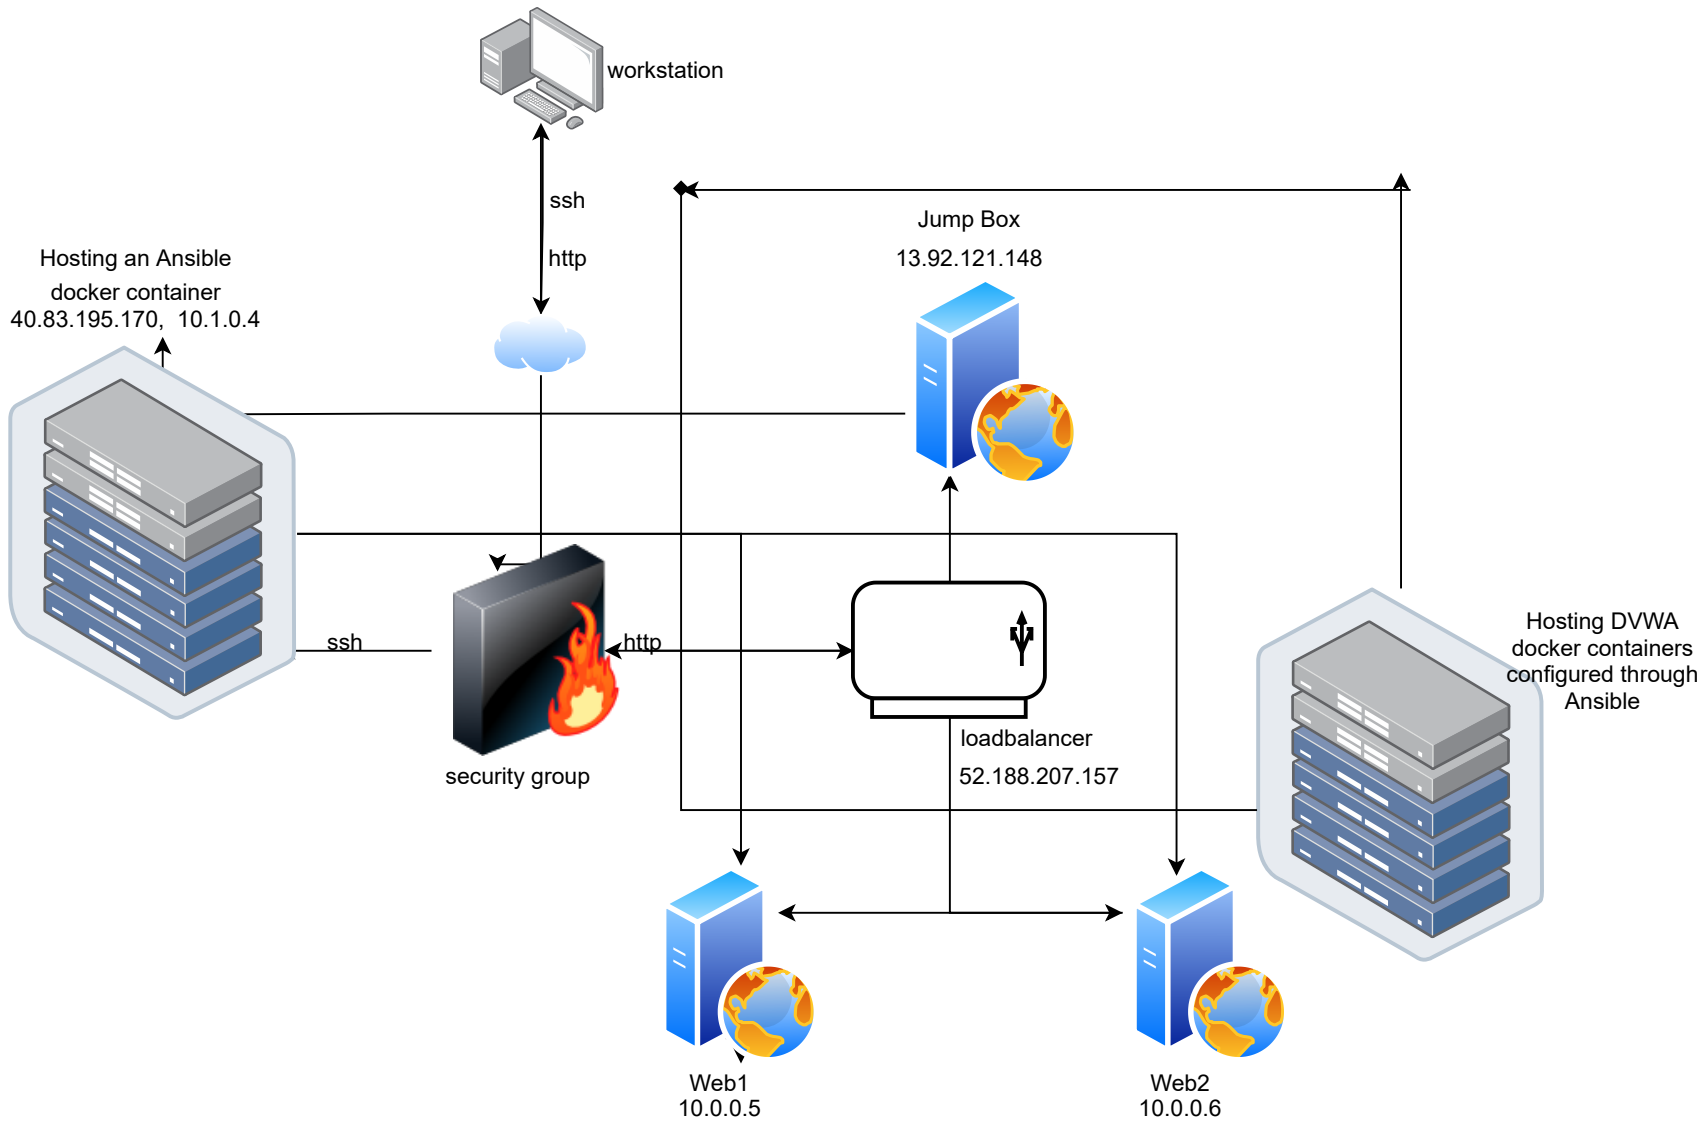 workstation
ssh
http
Jump Box
13.92.121.148
Hosting an Ansible
docker container
40.83.195.170,  10.1.0.4
ssh
http
security group
loadbalancer
52.188.207.157
Hosting DVWA
docker containers
configured through
Ansible
Web1
10.0.0.5
Web2
10.0.0.6